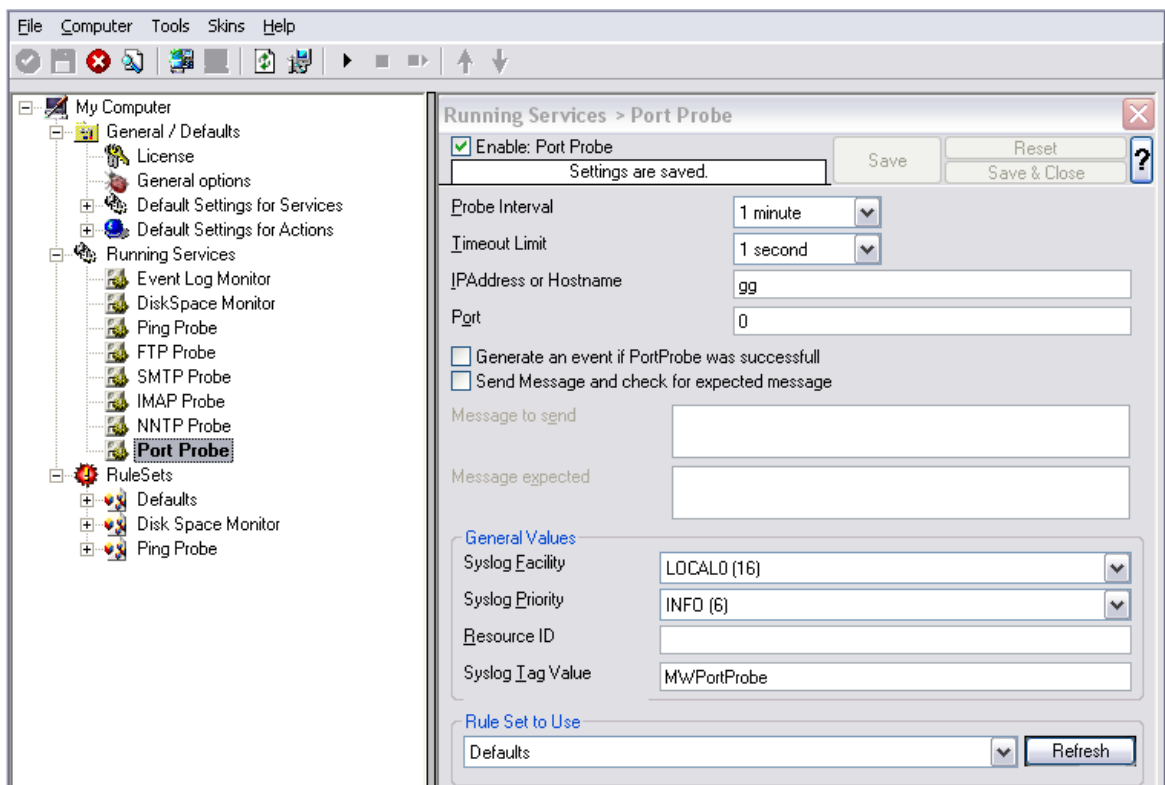 File Computer Tools Skins Help
My Computer
General / Defaults
License
General options
Default Settings for Services
Default Settings for Actions
Running Services
Event Log Monitor
DiskSpace Monitor
Ping Probe
FTP Probe
SMTP Probe
IMAP Probe
NNTP Probe
Port Probe
RuleSets
Defaults
Disk Space Monitor
Ping Probe
Running Services > Port Probe
Enable: Port Probe
Settings are saved.
Save
Reset
Save & Close
?
Probe Interval
1 minute
Timeout Limit
1 second
IPAddress or Hostname
gg
Port
0
Generate an event if PortProbe was successfull
Send Message and check for expected message
Message to send
Message expected
General Values
Syslog Facility
LOCAL0 (16)
Syslog Priority
INFO (6)
Resource ID
Syslog Tag Value
MWPortProbe
Rule Set to Use
Defaults
Refresh